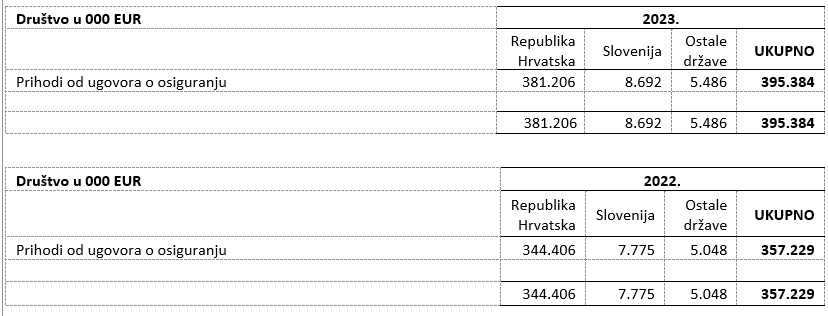 Društvo u 000 EUR 2023.
Republika Hrvatska Slovenija Ostale države UKUPNO
Prihodi od ugovora o osiguranju 381.206 8.692 5.486 395.384
381.206 8.692 5.486 395.384
Društvo u 000 EUR 2022.
Republika Hrvatska Slovenija Ostale države UKUPNO
Prihodi od ugovora o osiguranju 344.406 7.775 5.048 357.229
344.406 7.775 5.048 357.229